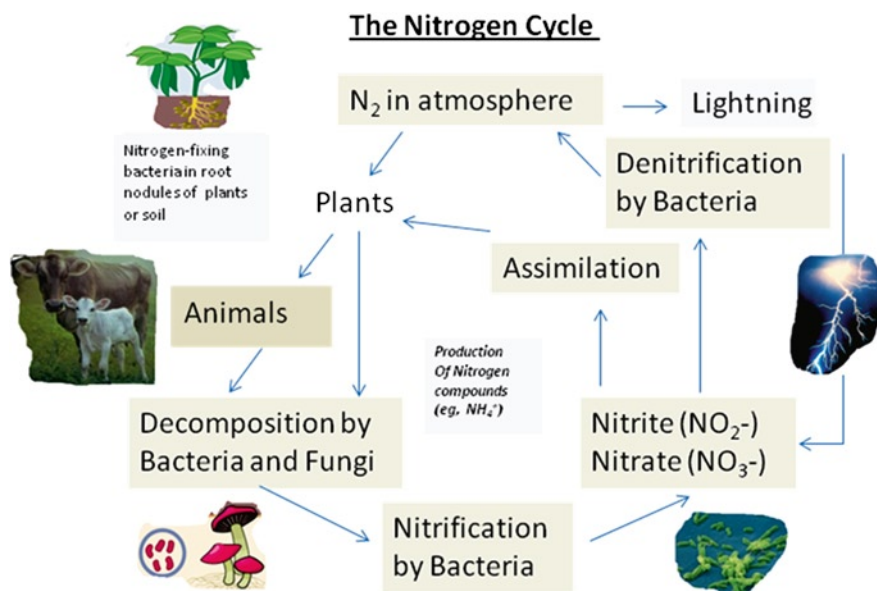 The Nitrogen Cycle
N₂ in atmosphere
Lightning
Nitrogen-fixing
bacteria in root
nodules of plants
or soil
Denitrification
by Bacteria
Plants
Assimilation
Animals
Production
Of Nitrogen
compounds
(eg, NH₄⁺)
Decomposition by
Bacteria and Fungi
Nitrite (NO₂-)
Nitrate (NO₃-)
Nitrification
by Bacteria